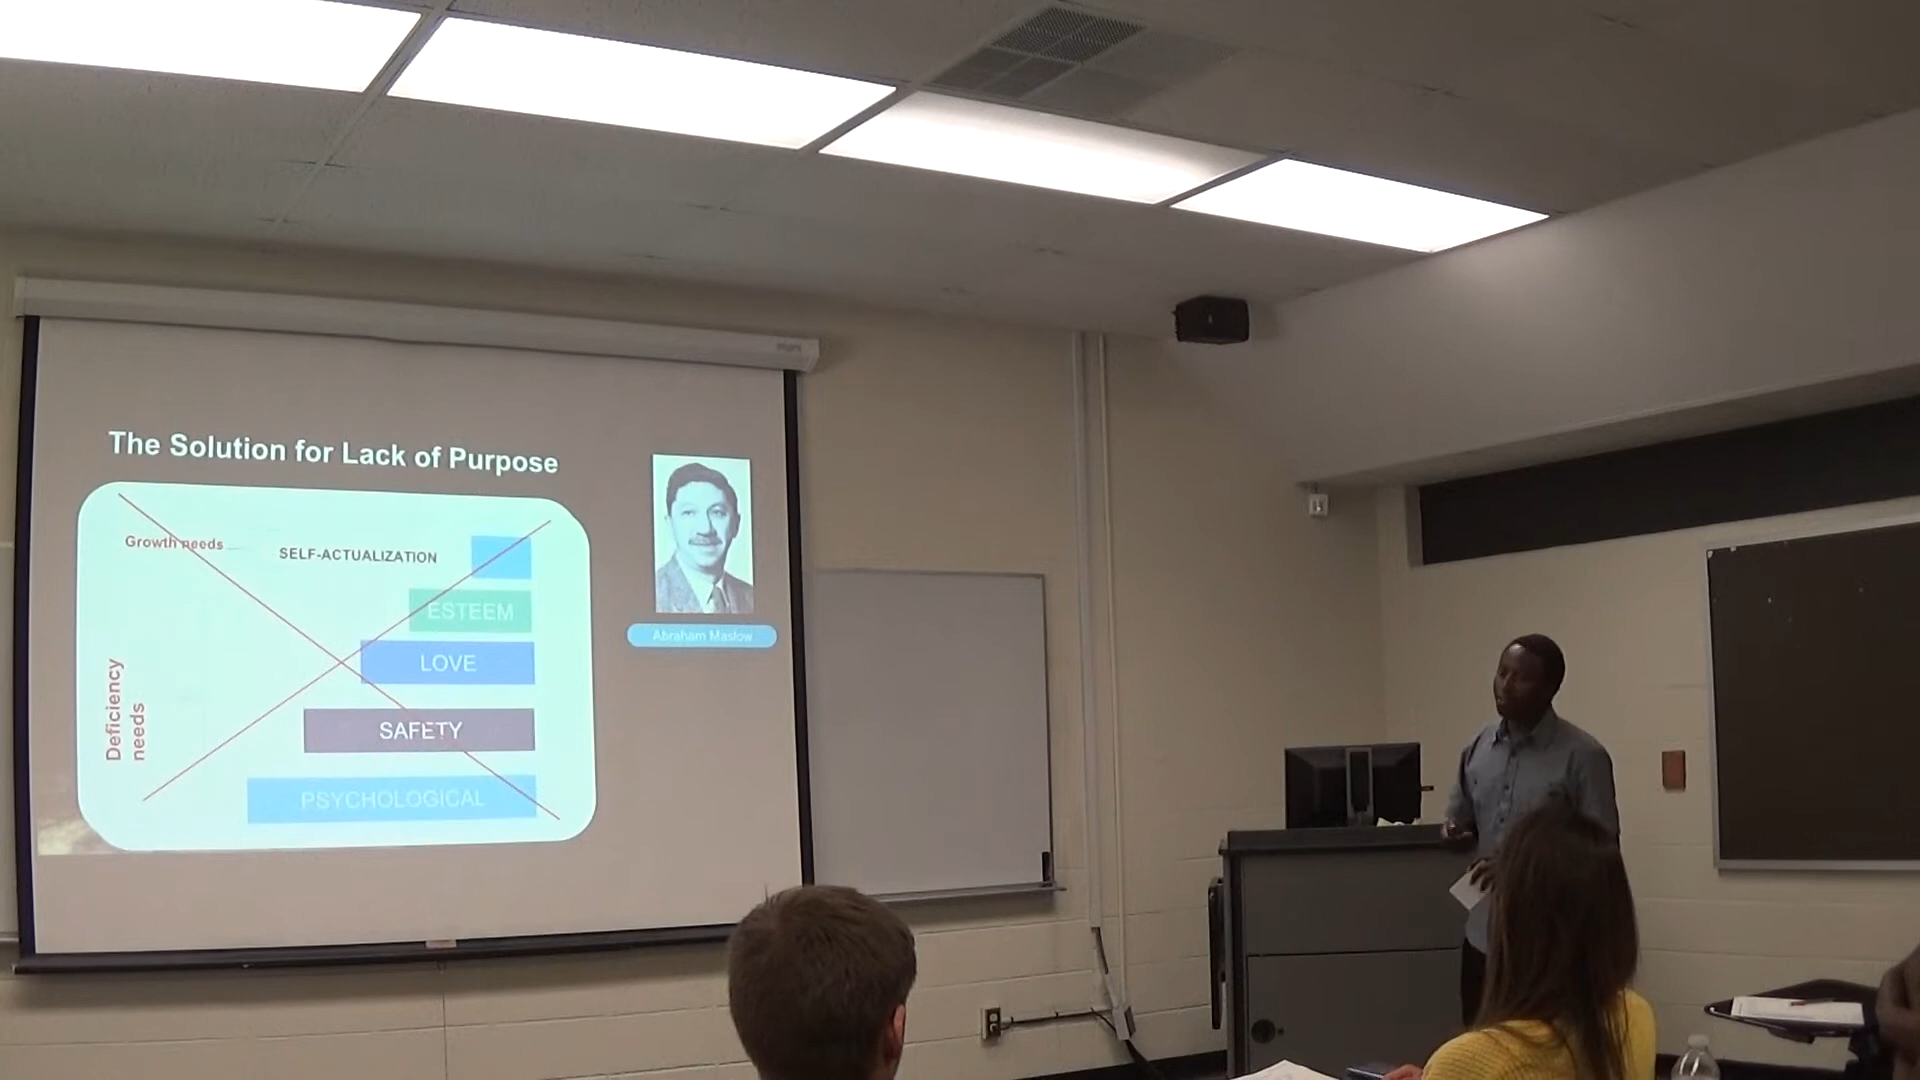 The Solution for Lack of Purpose
Growth needs
SELF-ACTUALIZATION
ESTEEM
LOVE
SAFETY
PSYCHOLOGICAL
Deficiency
needs
Abraham Maslow